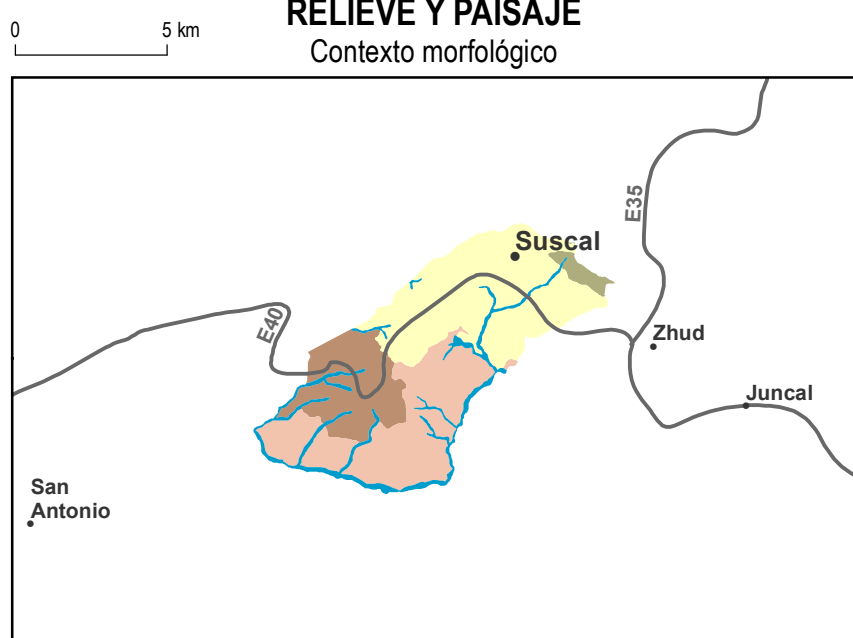 RELIEVE Y PAISAJE
0 5 km
Contexto morfológico
E35
Suscal
E40
Zhud
Juncal
San
Antonio